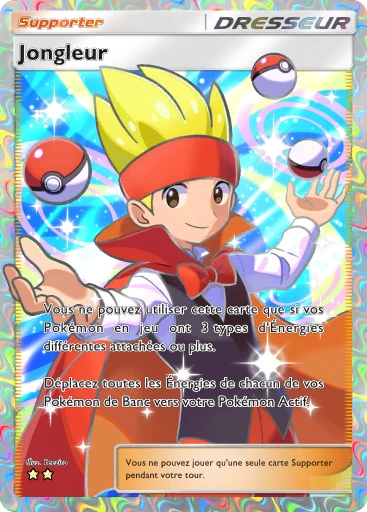 Supporter
DRESSEUR
Jongleur
Vous ne pouvez utiliser cette carte que si vos
Pokémon en jeu ont 3 types d'Énergies
différentes attachées ou plus.
Déplacez toutes les Énergies de chacun de vos
Pokémon de Banc vers votre Pokémon Actif.
Vous ne pouvez jouer qu'une seule carte Supporter
pendant votre tour.